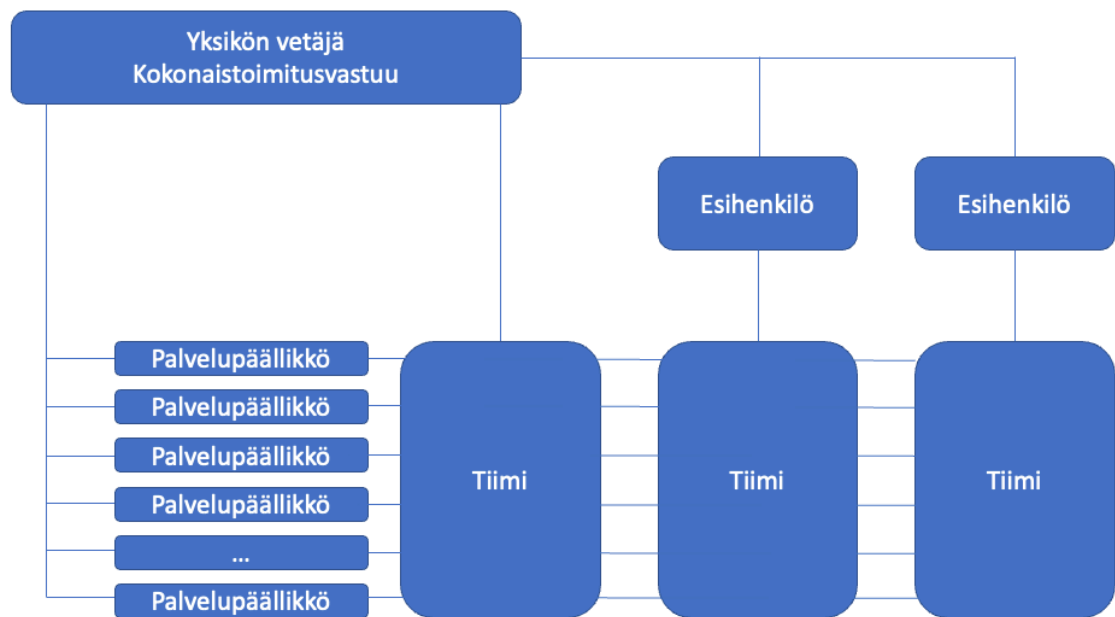 Yksikön vetäjä
Kokonaistoimitusvastuu
Esihenkilö
Esihenkilö
Palvelupäällikkö
Palvelupäällikkö
Palvelupäällikkö
Palvelupäällikkö
...
Palvelupäällikkö
Tiimi
Tiimi
Tiimi